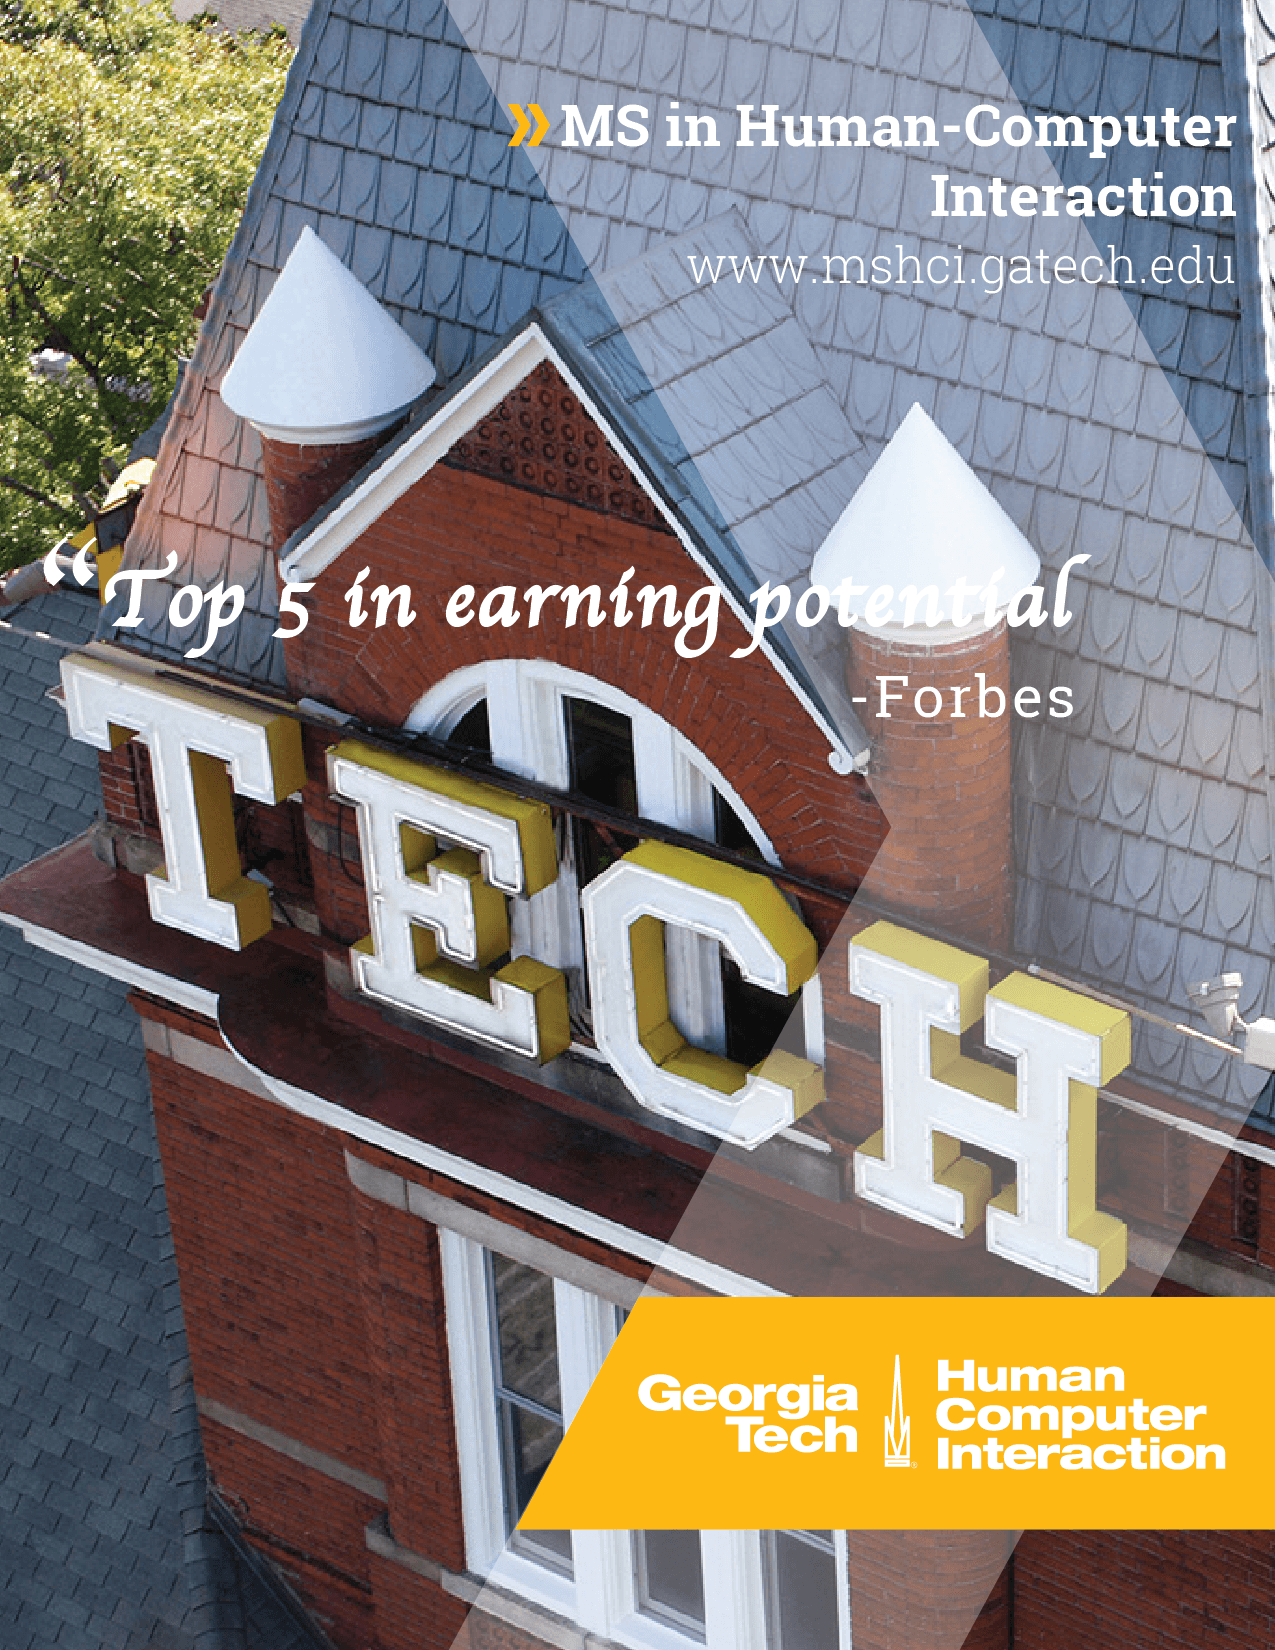 MS in Human-Computer
Interaction
www.mshci.gatech.edu
“Top 5 in earning potential
-Forbes
TECH
Georgia
Tech
Human
Computer
Interaction